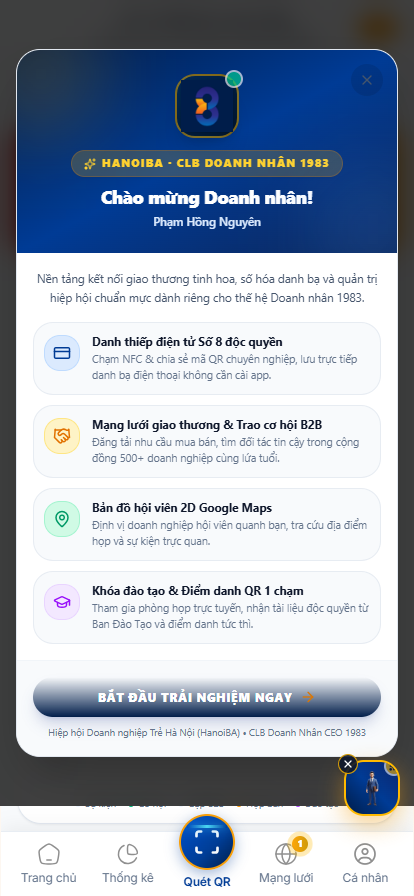 HANOIBA - CLB DOANH NHÂN 1983
Chào mừng Doanh nhân!
Phạm Hồng Nguyên
Nền tảng kết nối giao thương tinh hoa, số hóa danh bạ và quản trị
hiệp hội chuẩn mực dành riêng cho thế hệ Doanh nhân 1983.
Danh thiếp điện tử Số 8 độc quyền
Chạm NFC & chia sẻ mã QR chuyên nghiệp, lưu trực tiếp
danh bạ điện thoại không cần cài app.
Mạng lưới giao thương & Trao cơ hội B2B
Đăng tải nhu cầu mua bán, tìm đối tác tin cậy trong cộng
đồng 500+ doanh nghiệp cùng lứa tuổi.
Bản đồ hội viên 2D Google Maps
Định vị doanh nghiệp hội viên quanh bạn, tra cứu địa điểm
họp và sự kiện trực quan.
Khóa đào tạo & Điểm danh QR 1 chạm
Tham gia phòng họp trực tuyến, nhận tài liệu độc quyền từ
Ban Đào Tạo và điểm danh tức thì.
BẮT ĐẦU TRẢI NGHIỆM NGAY →
Hiệp hội Doanh nghiệp Trẻ Hà Nội (HanoiBA) • CLB Doanh Nhân CEO 1983
1
Trang chủ
Thống kê
Quét QR
Mạng lưới
Cá nhân